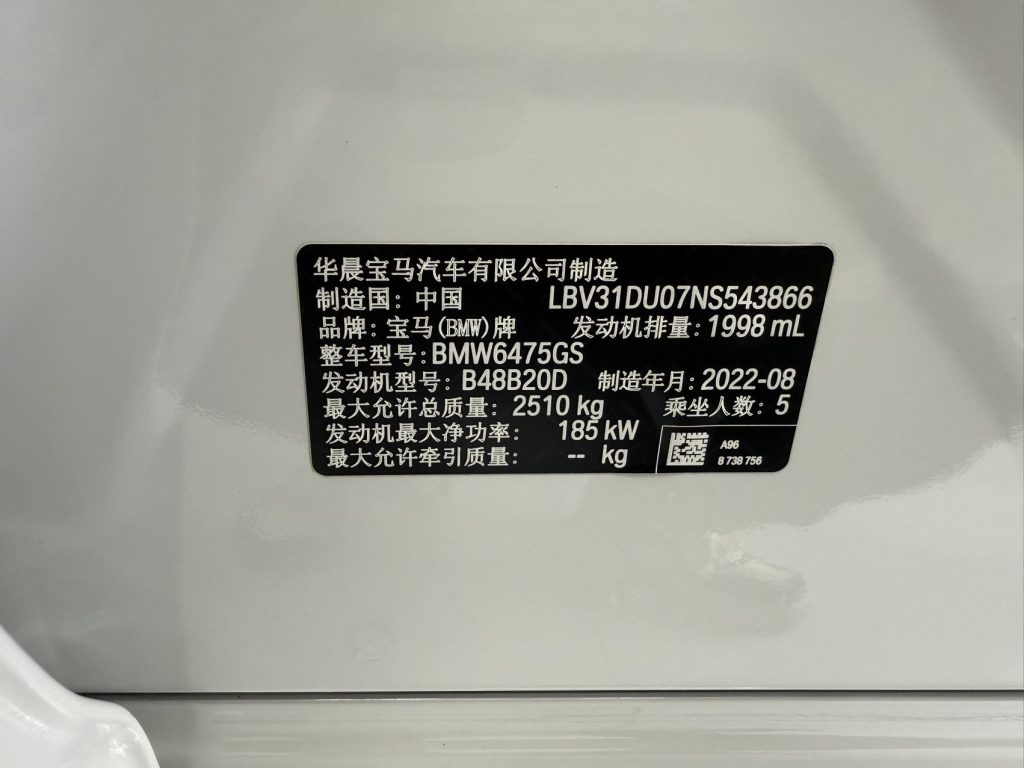 华晨宝马汽车有限公司制造
制造国: 中国 LBV31DU07NS543866
品牌: 宝马(BMW)牌 发动机排量: 1998 mL
整车型号: BMW6475GS
发动机型号: B48B20D 制造年月: 2022-08
最大允许总质量: 2510 kg 乘坐人数: 5
发动机最大净功率: 185 kW
最大允许牵引质量: -- kg
A96
8 738 756